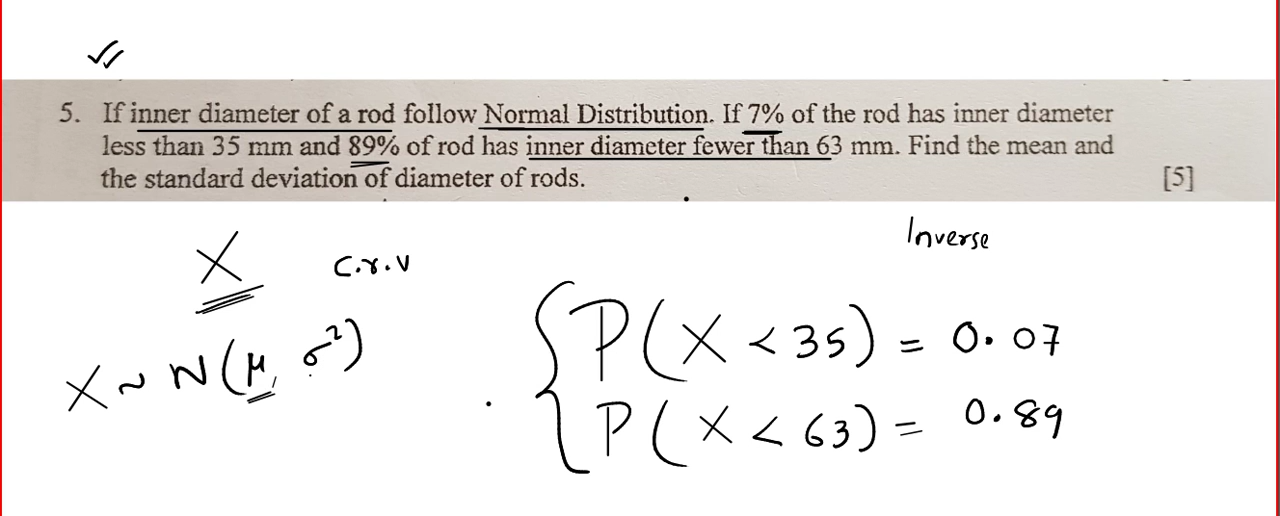 5. If inner diameter of a rod follow Normal Distribution. If 7% of the rod has inner diameter
less than 35 mm and 89% of rod has inner diameter fewer than 63 mm. Find the mean and
the standard deviation of diameter of rods. [5]
Inverse
X c.r.v
P(X < 35) = 0.07
X ~ N(μ, σ²)
P(X < 63) = 0.89